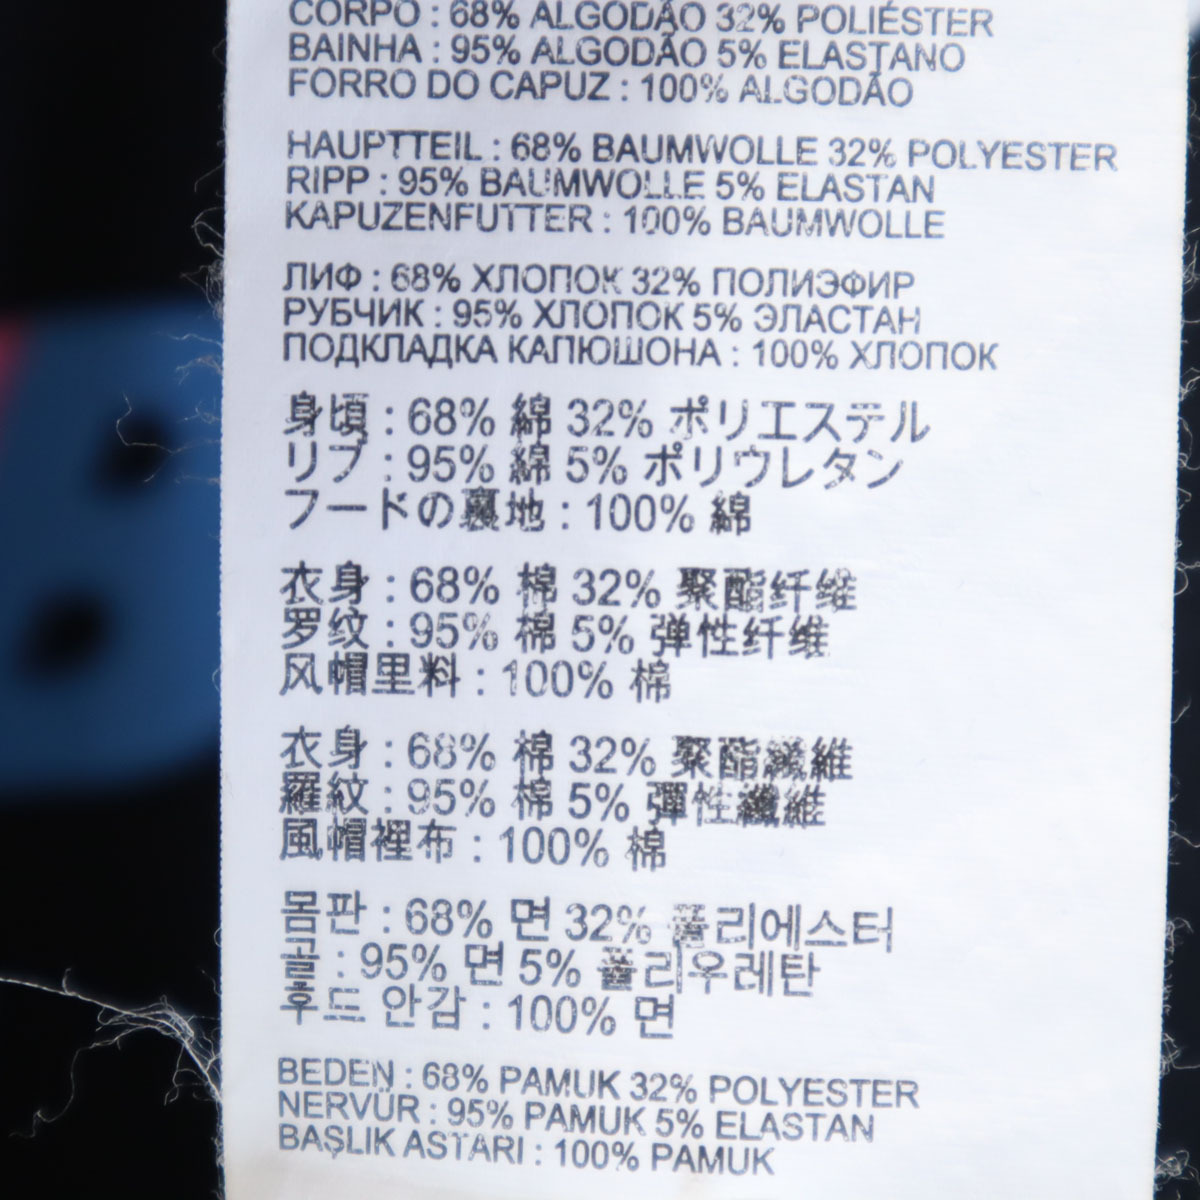 CORPO : 68% ALGODÃO 32% POLIÉSTER
BAINHA : 95% ALGODÃO 5% ELASTANO
FORRO DO CAPUZ : 100% ALGODÃO
HAUPTTEIL : 68% BAUMWOLLE 32% POLYESTER
RIPP : 95% BAUMWOLLE 5% ELASTAN
KAPUZENFUTTER : 100% BAUMWOLLE
ЛИФ : 68% ХЛОПОК 32% ПОЛИЭФИР
РУБЧИК : 95% ХЛОПОК 5% ЭЛАСТАН
ПОДКЛАДКА КАПЮШОНА : 100% ХЛОПОК
身頃 : 68% 綿 32% ポリエステル
リブ : 95% 綿 5% ポリウレタン
フードの裏地 : 100% 綿
衣身 : 68% 棉 32% 聚酯纤维
罗纹 : 95% 棉 5% 弹性纤维
风帽里料 : 100% 棉
衣身 : 68% 棉 32% 聚酯纖維
羅紋 : 95% 棉 5% 彈性纖維
風帽裡布 : 100% 棉
몸판 : 68% 면 32% 폴리에스터
골 : 95% 면 5% 폴리우레탄
후드 안감 : 100% 면
BEDEN : 68% PAMUK 32% POLYESTER
NERVÜR : 95% PAMUK 5% ELASTAN
BAŞLIK ASTARI : 100% PAMUK